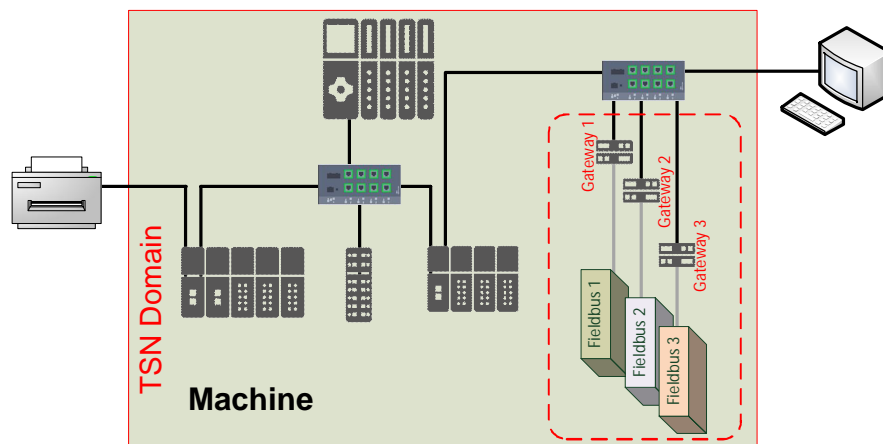 Gateway 1
Gateway 2
Gateway 3
TSN Domain
Fieldbus 1
Fieldbus 2
Fieldbus 3
Machine